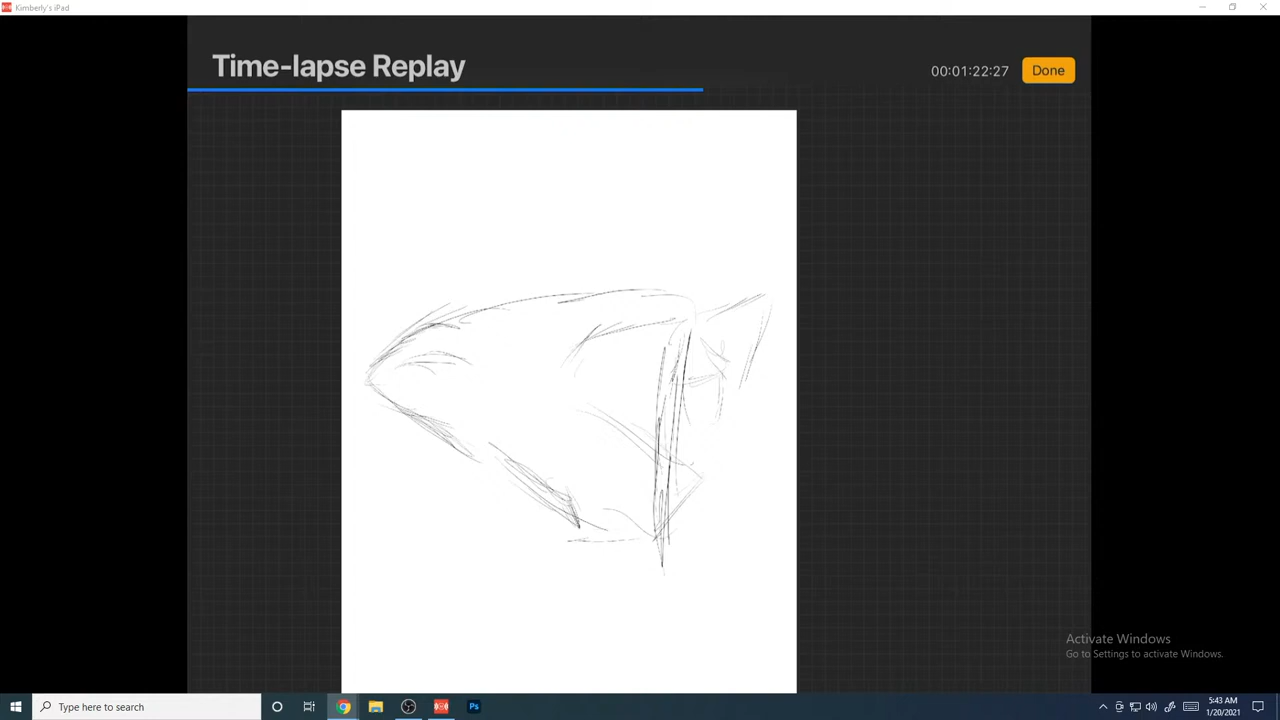 Kimberly's iPad
Time-lapse Replay
00:01:22:27
Done
Activate Windows
Go to Settings to activate Windows.
Type here to search
Ps
5:43 AM
1/20/2021